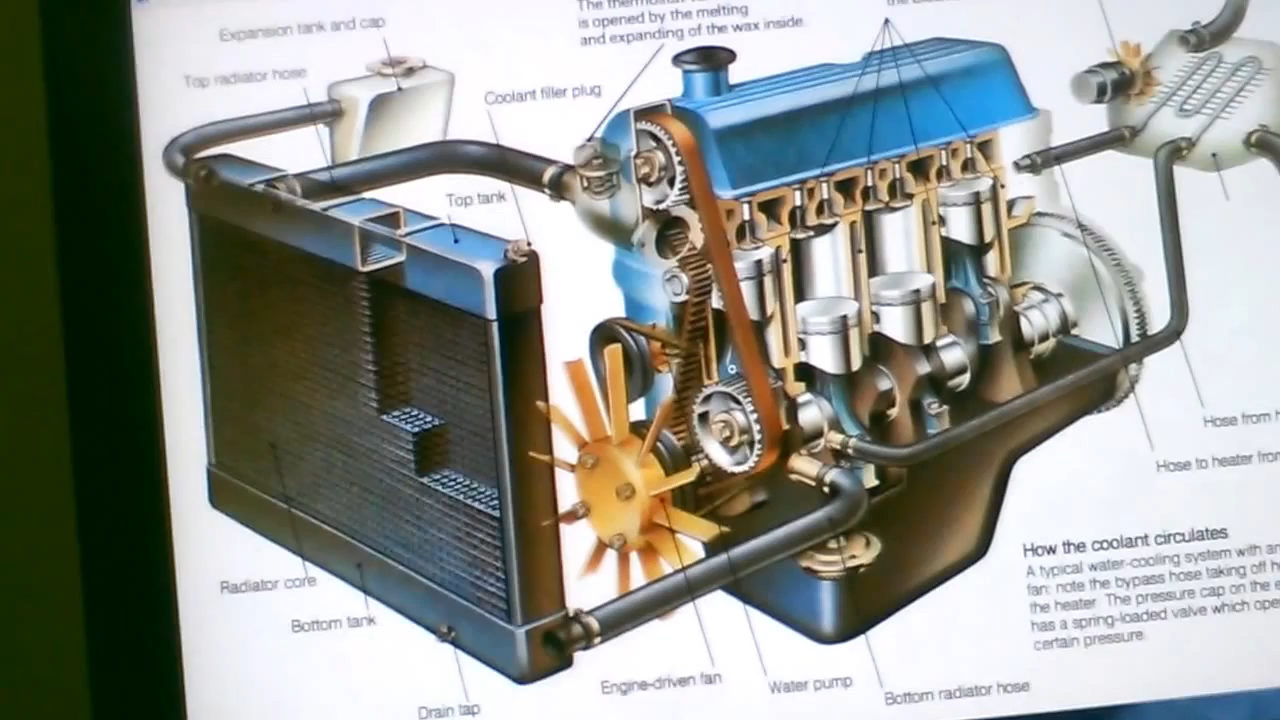 The
is opened by the melting
and expanding of the wax inside.
Expansion tank and cap
Top radiator hose
Coolant filler plug
Top tank
Hose from
Hose to heater from
Radiator core
Bottom tank
Drain tap
Engine-driven fan
Water pump
Bottom radiator hose
How the coolant circulates
A typical water-cooling system with an
fan: note the bypass hose taking off
the heater. The pressure cap on the
has a spring-loaded valve which
certain pressure.